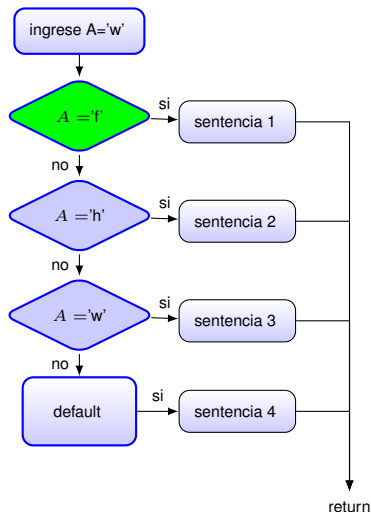 ingrese A='w'
A ='f'
si
sentencia 1
no
A ='h'
si
sentencia 2
no
A ='w'
si
sentencia 3
no
default
si
sentencia 4
return